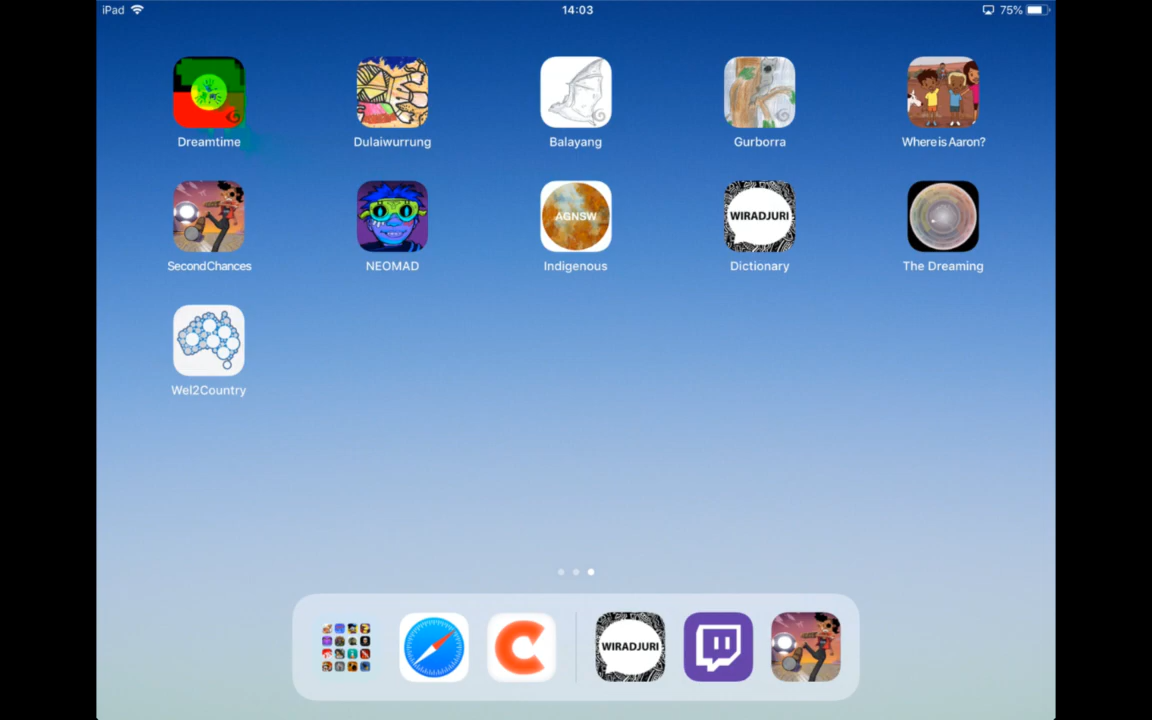 iPad 14:03 75%
Dreamtime Dulaiwurrung Balayang Gurborra Where is Aaron?
AGNSW WIRADJURI
SecondChances NEOMAD Indigenous Dictionary The Dreaming
Wel2Country
WIRADJURI